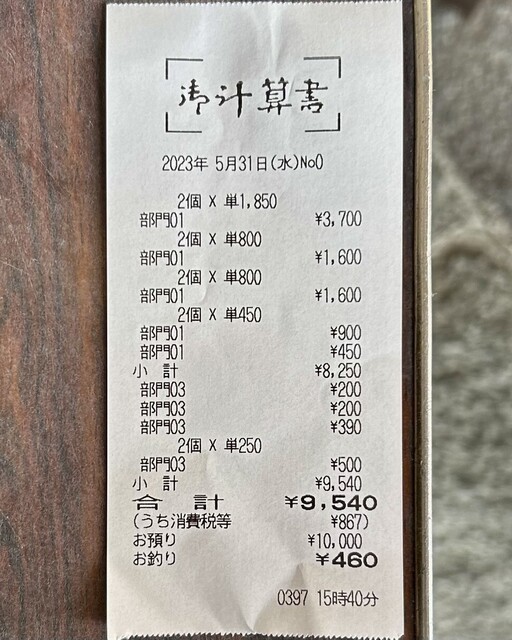 御計算書
2023年 5月31日(水)No0
2個 X 単1,850
部門01 ¥3,700
2個 X 単800
部門01 ¥1,600
2個 X 単800
部門01 ¥1,600
2個 X 単450
部門01 ¥900
部門01 ¥450
小 計 ¥8,250
部門03 ¥200
部門03 ¥200
部門03 ¥390
2個 X 単250
部門03 ¥500
小 計 ¥9,540
合 計 ¥9,540
(うち消費税等 ¥867)
お預り ¥10,000
お釣り ¥460
0397 15時40分